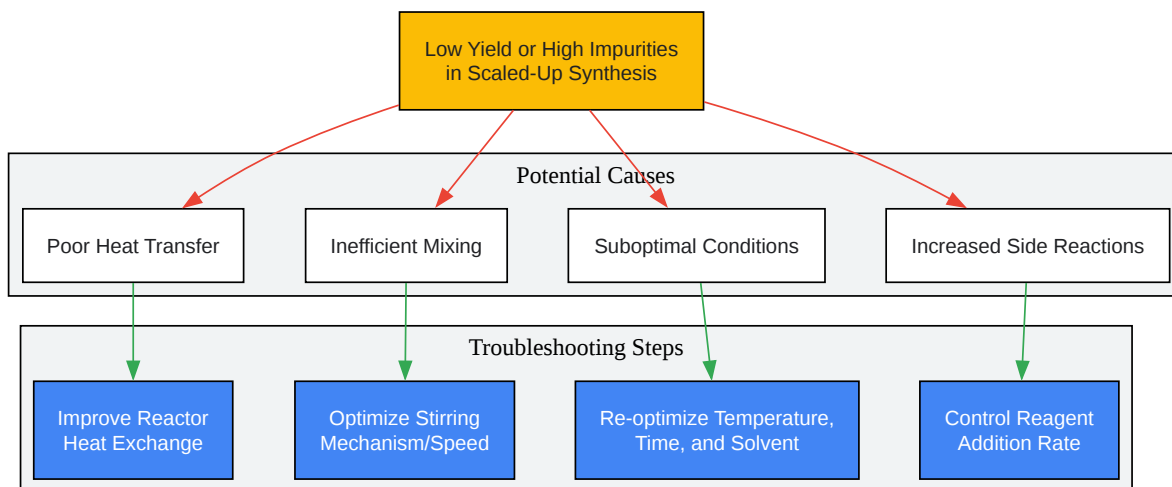 Low Yield or High Impurities
in Scaled-Up Synthesis
Potential Causes
Poor Heat Transfer
Inefficient Mixing
Suboptimal Conditions
Increased Side Reactions
Troubleshooting Steps
Improve Reactor
Heat Exchange
Optimize Stirring
Mechanism/Speed
Re-optimize Temperature,
Time, and Solvent
Control Reagent
Addition Rate